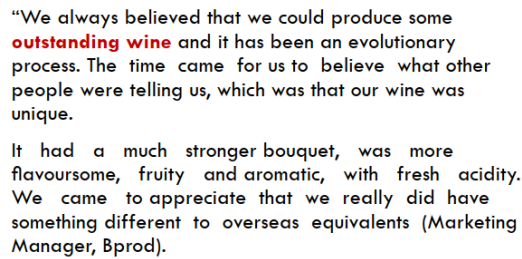 “We always believed that we could produce some
outstanding wine and it has been an evolutionary
process. The time came for us to believe what other
people were telling us, which was that our wine was
unique.
It had a much stronger bouquet, was more
flavoursome, fruity and aromatic, with fresh acidity.
We came to appreciate that we really did have
something different to overseas equivalents (Marketing
Manager, Bprod).